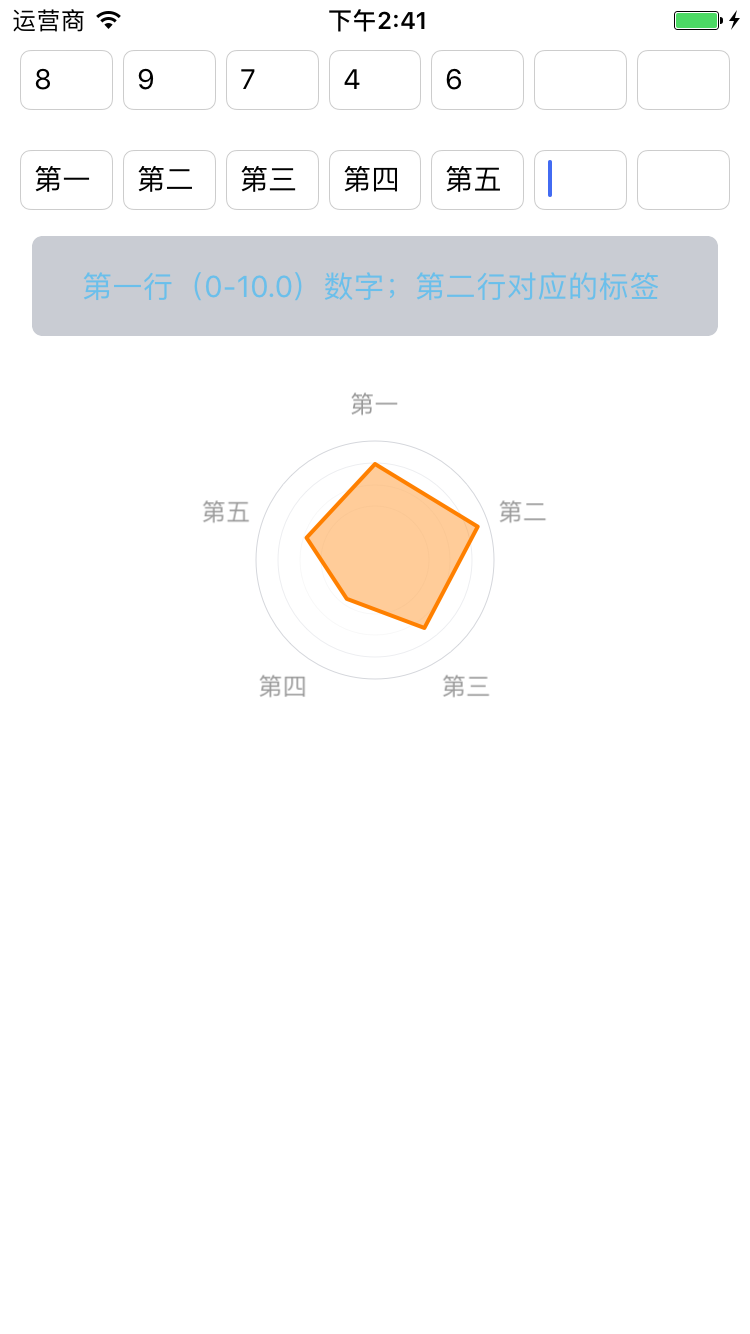 运营商 下午2:41
8 9 7 4 6
第一 第二 第三 第四 第五
第一行（0-10.0）数字；第二行对应的标签
第一
第五 第二
第四 第三